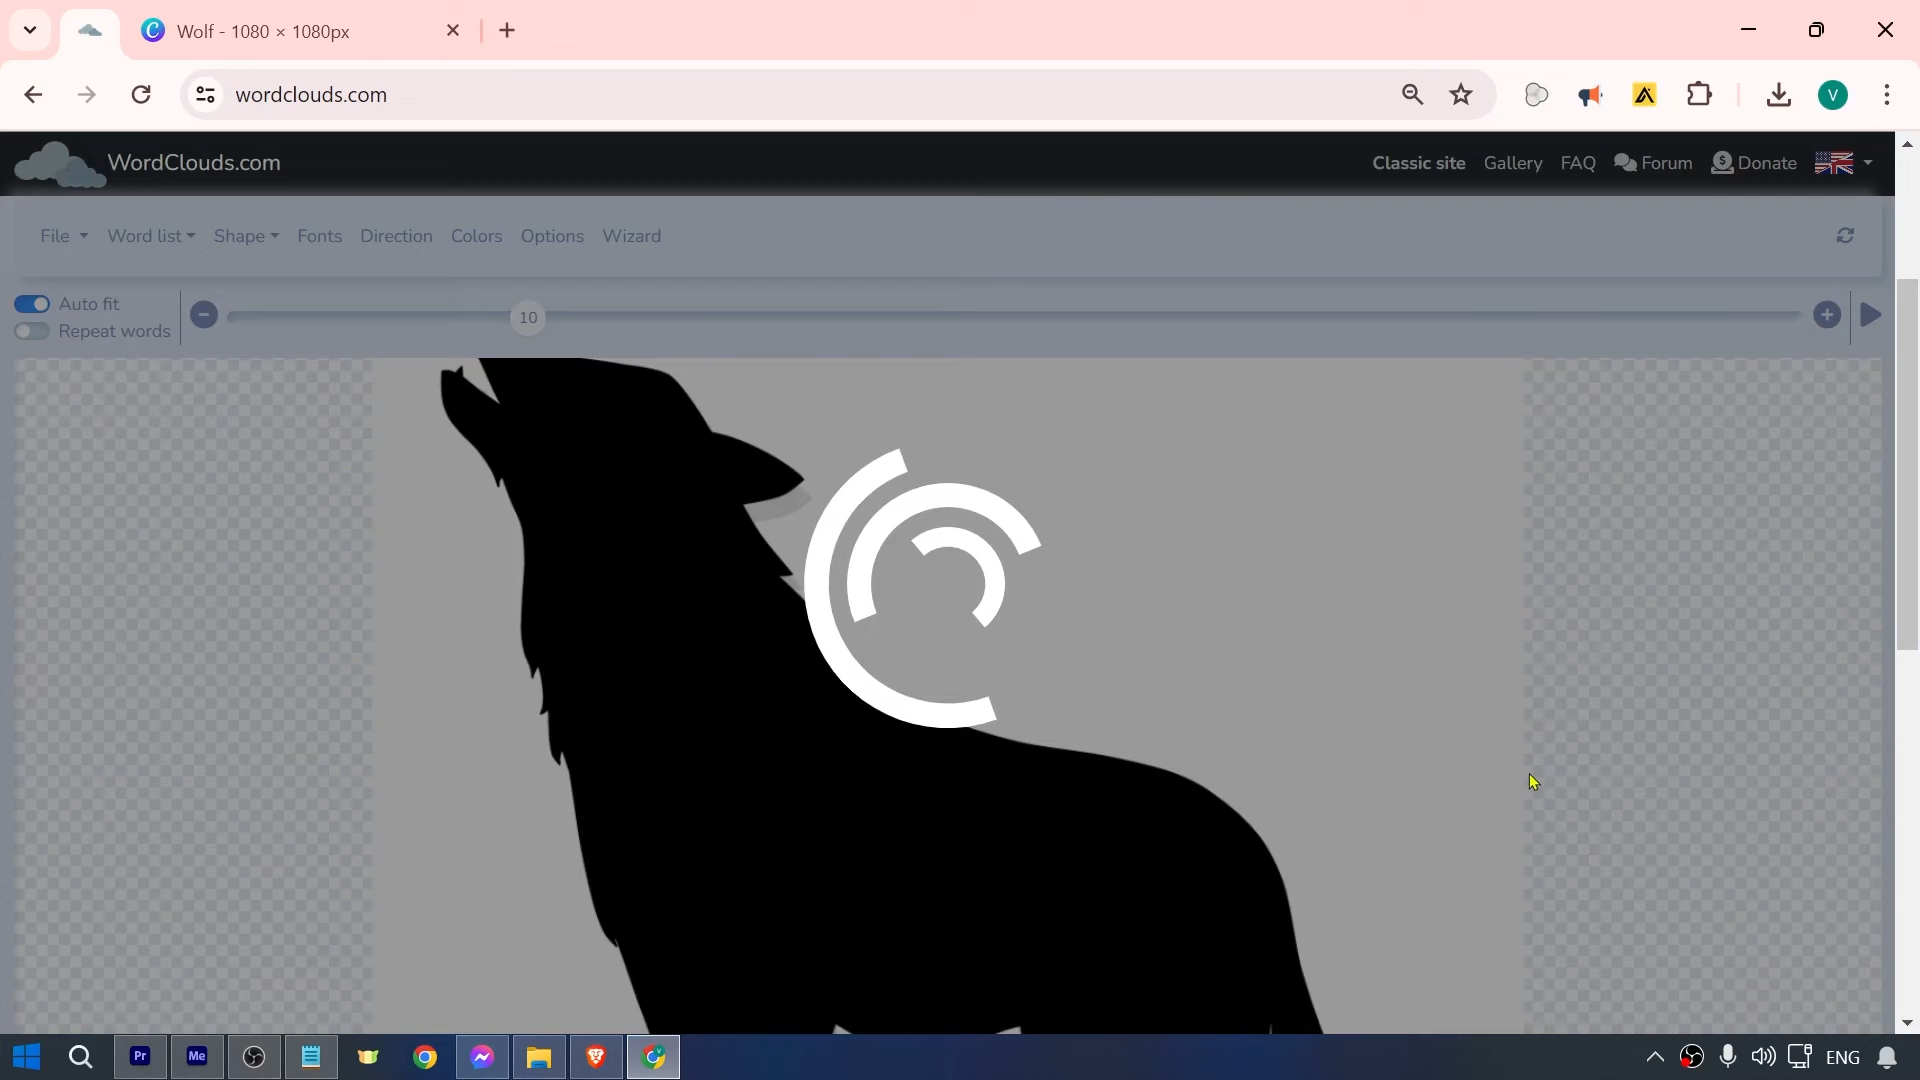 Wolf - 1080 × 1080px
wordclouds.com
V
WordClouds.com
Classic site Gallery FAQ Forum Donate
File Word list Shape Fonts Direction Colors Options Wizard
Auto fit
Repeat words
10
Pr
Me
ENG